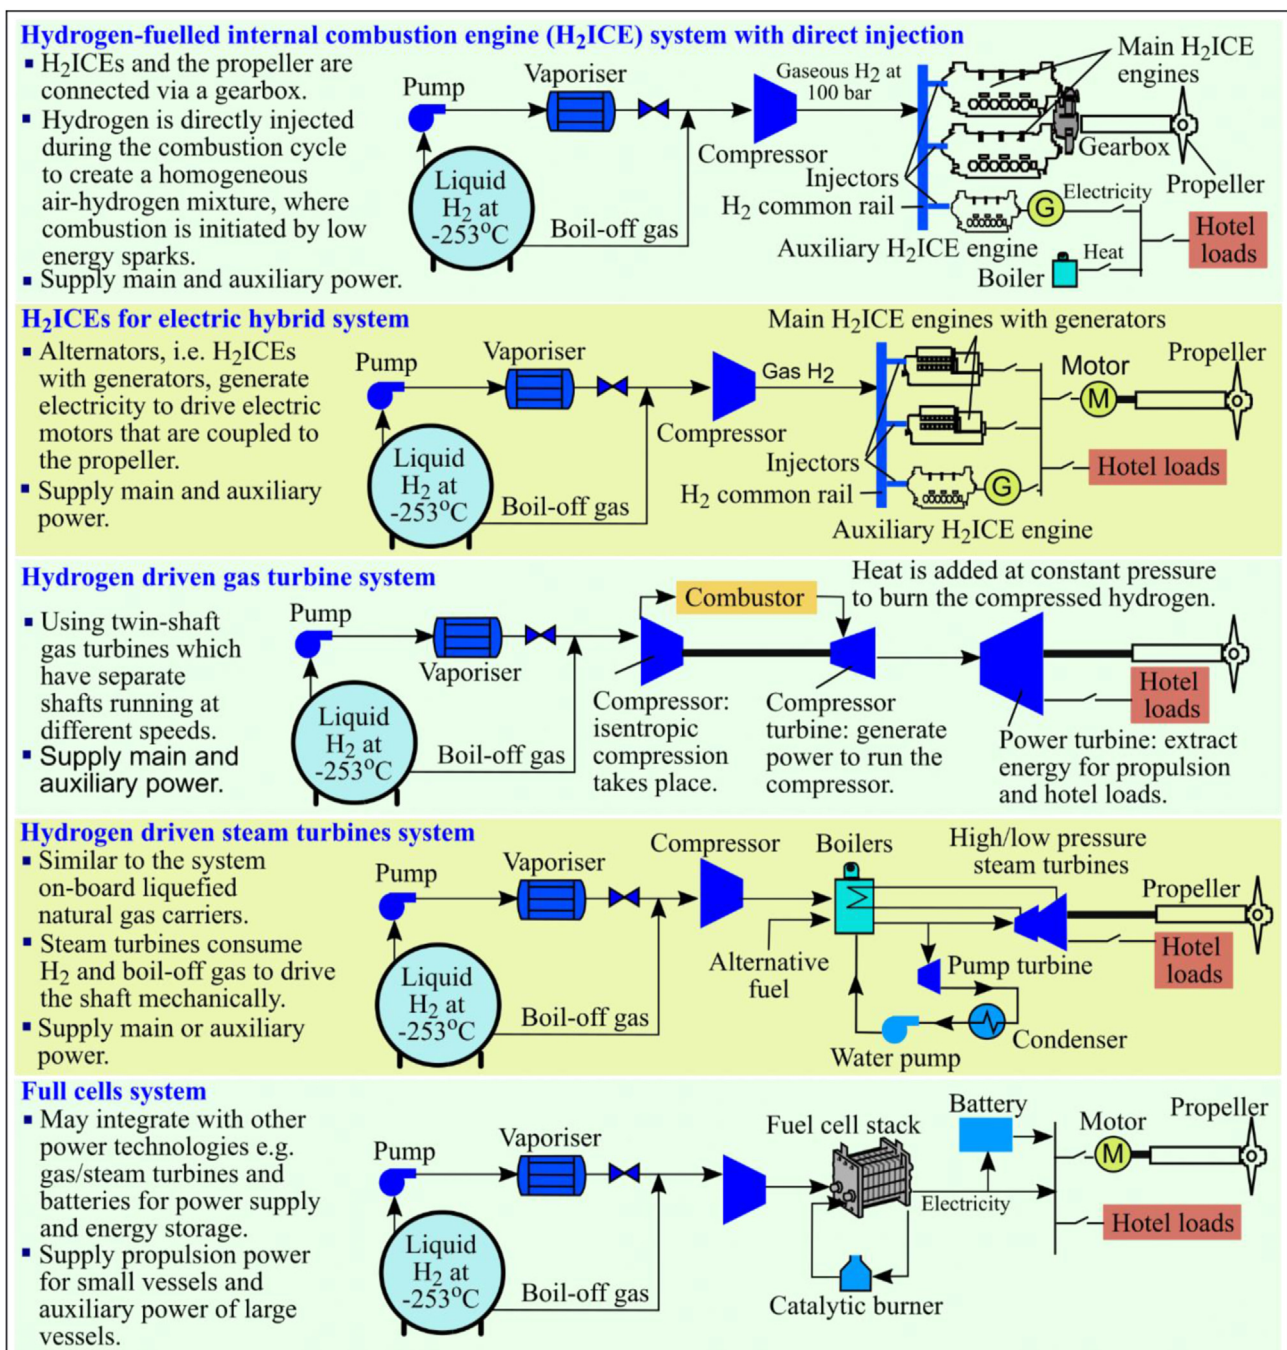 Hydrogen-fuelled internal combustion engine (H₂ICE) system with direct injection
▪ H₂ICEs and the propeller are
connected via a gearbox.
▪ Hydrogen is directly injected
during the combustion cycle
to create a homogeneous
air-hydrogen mixture, where
combustion is initiated by low
energy sparks.
▪ Supply main and auxiliary power.
Pump
Vaporiser
Liquid
H₂ at
-253°C
Boil-off gas
Compressor
Gaseous H₂ at
100 bar
Main H₂ICE
engines
Injectors
H₂ common rail
Gearbox
Propeller
Auxiliary H₂ICE engine
G
Electricity
Boiler
Heat
Hotel
loads
H₂ICEs for electric hybrid system
▪ Alternators, i.e. H₂ICEs
with generators, generate
electricity to drive electric
motors that are coupled to
the propeller.
▪ Supply main and auxiliary
power.
Pump
Vaporiser
Liquid
H₂ at
-253°C
Boil-off gas
Compressor
Gas H₂
Main H₂ICE engines with generators
Injectors
H₂ common rail
G
Auxiliary H₂ICE engine
Motor
M
Propeller
Hotel loads
Hydrogen driven gas turbine system
▪ Using twin-shaft
gas turbines which
have separate
shafts running at
different speeds.
▪ Supply main and
auxiliary power.
Pump
Vaporiser
Liquid
H₂ at
-253°C
Boil-off gas
Combustor
Heat is added at constant pressure
to burn the compressed hydrogen.
Compressor:
isentropic
compression
takes place.
Compressor
turbine: generate
power to run the
compressor.
Hotel
loads
Power turbine: extract
energy for propulsion
and hotel loads.
Hydrogen driven steam turbines system
▪ Similar to the system
on-board liquefied
natural gas carriers.
▪ Steam turbines consume
H₂ and boil-off gas to drive
the shaft mechanically.
▪ Supply main or auxiliary
power.
Pump
Vaporiser
Liquid
H₂ at
-253°C
Boil-off gas
Compressor
Boilers
High/low pressure
steam turbines
Propeller
Alternative
fuel
Pump turbine
Hotel
loads
Water pump
Condenser
Full cells system
▪ May integrate with other
power technologies e.g.
gas/steam turbines and
batteries for power supply
and energy storage.
▪ Supply propulsion power
for small vessels and
auxiliary power of large
vessels.
Pump
Vaporiser
Liquid
H₂ at
-253°C
Boil-off gas
Fuel cell stack
Catalytic burner
Electricity
Battery
Motor
M
Propeller
Hotel loads